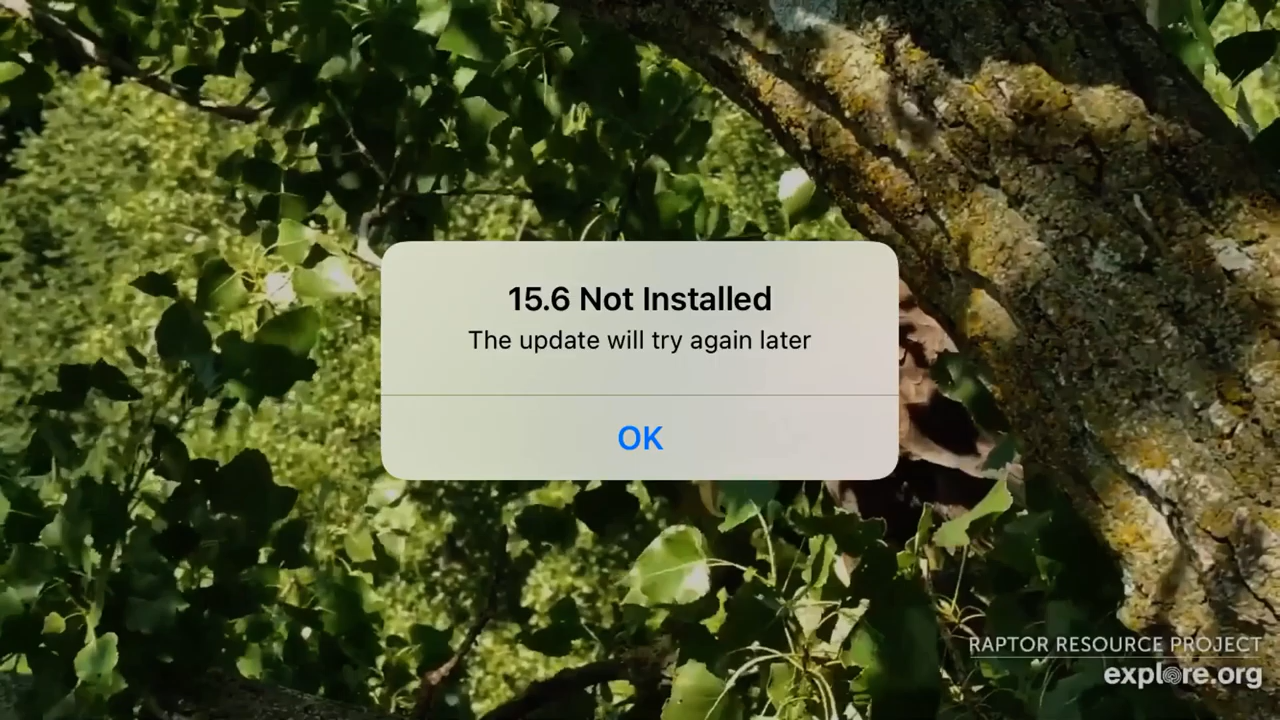 15.6 Not Installed
The update will try again later
OK
RAPTOR RESOURCE PROJECT
explore.org